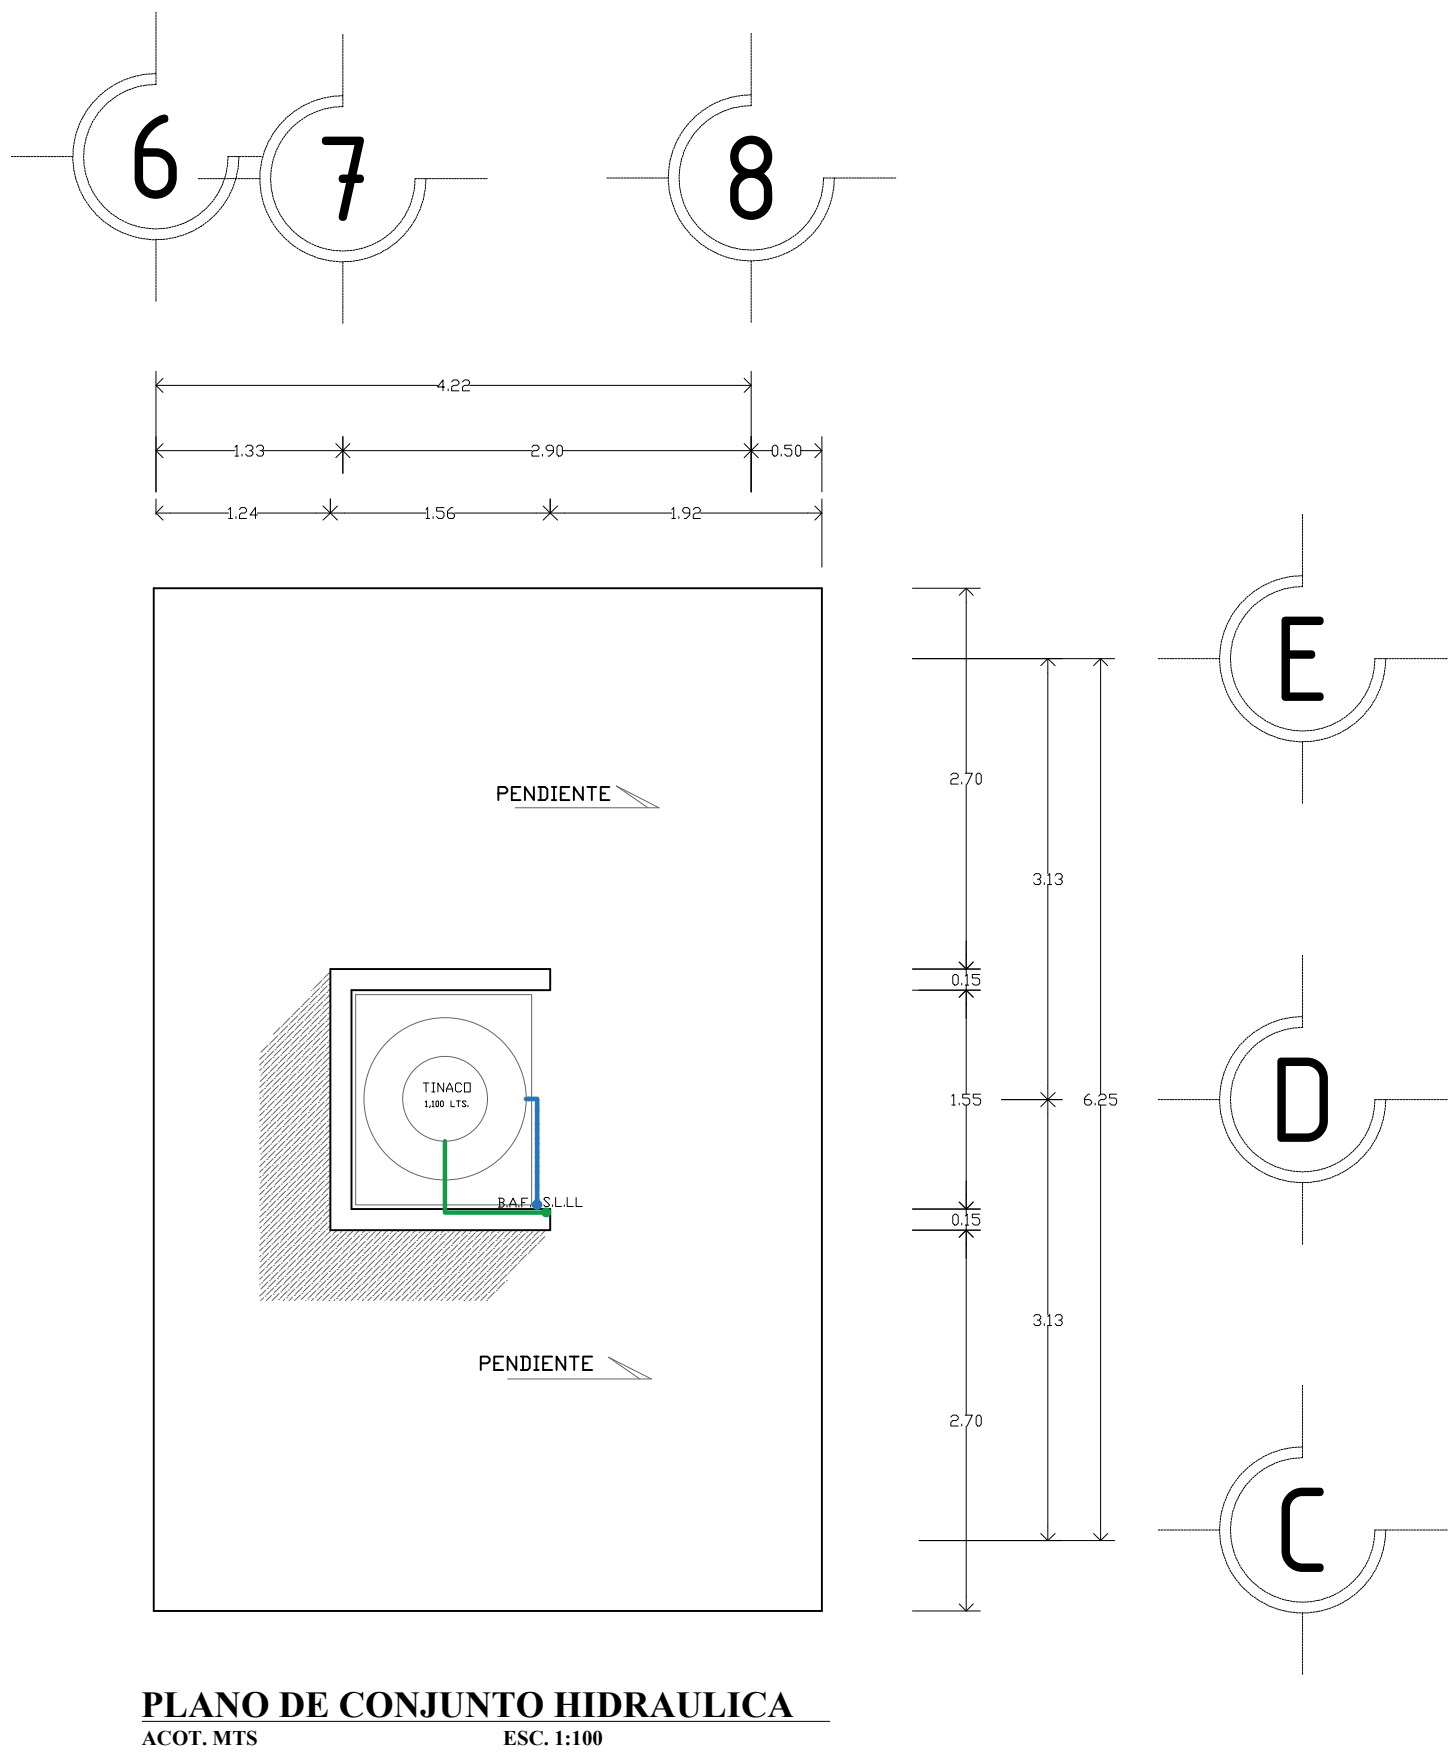 6
7
8
4.22
1.33 2.90 0.50
1.24 1.56 1.92
E
2.70
PENDIENTE
3.13
0.15
TINACO
1,100 LTS.
1.55
6.25
D
B.A.F. S.L.LL
0.15
3.13
PENDIENTE
2.70
C
PLANO DE CONJUNTO HIDRAULICA
ACOT. MTS ESC. 1:100